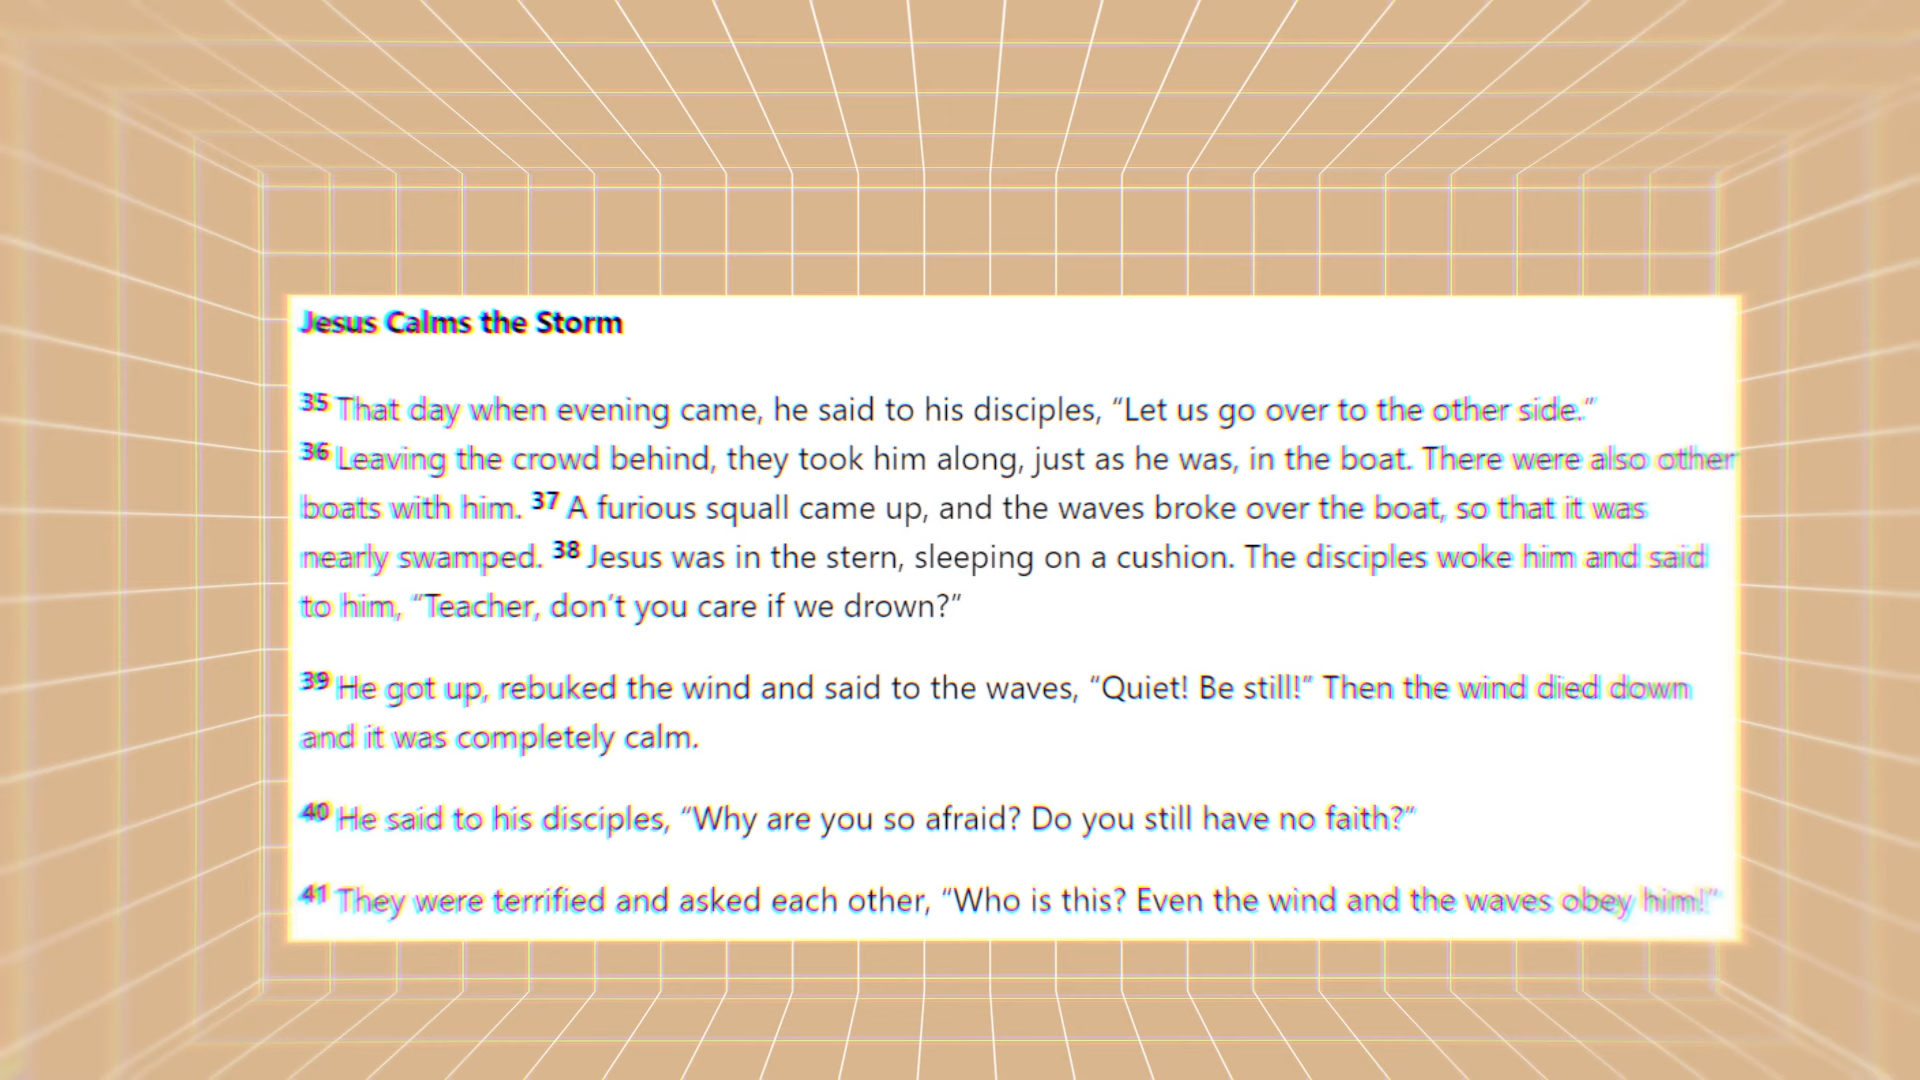 Jesus Calms the Storm
35 That day when evening came, he said to his disciples, “Let us go over to the other side.”
36 Leaving the crowd behind, they took him along, just as he was, in the boat. There were also other
boats with him. 37 A furious squall came up, and the waves broke over the boat, so that it was
nearly swamped. 38 Jesus was in the stern, sleeping on a cushion. The disciples woke him and said
to him, “Teacher, don’t you care if we drown?”
39 He got up, rebuked the wind and said to the waves, “Quiet! Be still!” Then the wind died down
and it was completely calm.
40 He said to his disciples, “Why are you so afraid? Do you still have no faith?”
41 They were terrified and asked each other, “Who is this? Even the wind and the waves obey him!”